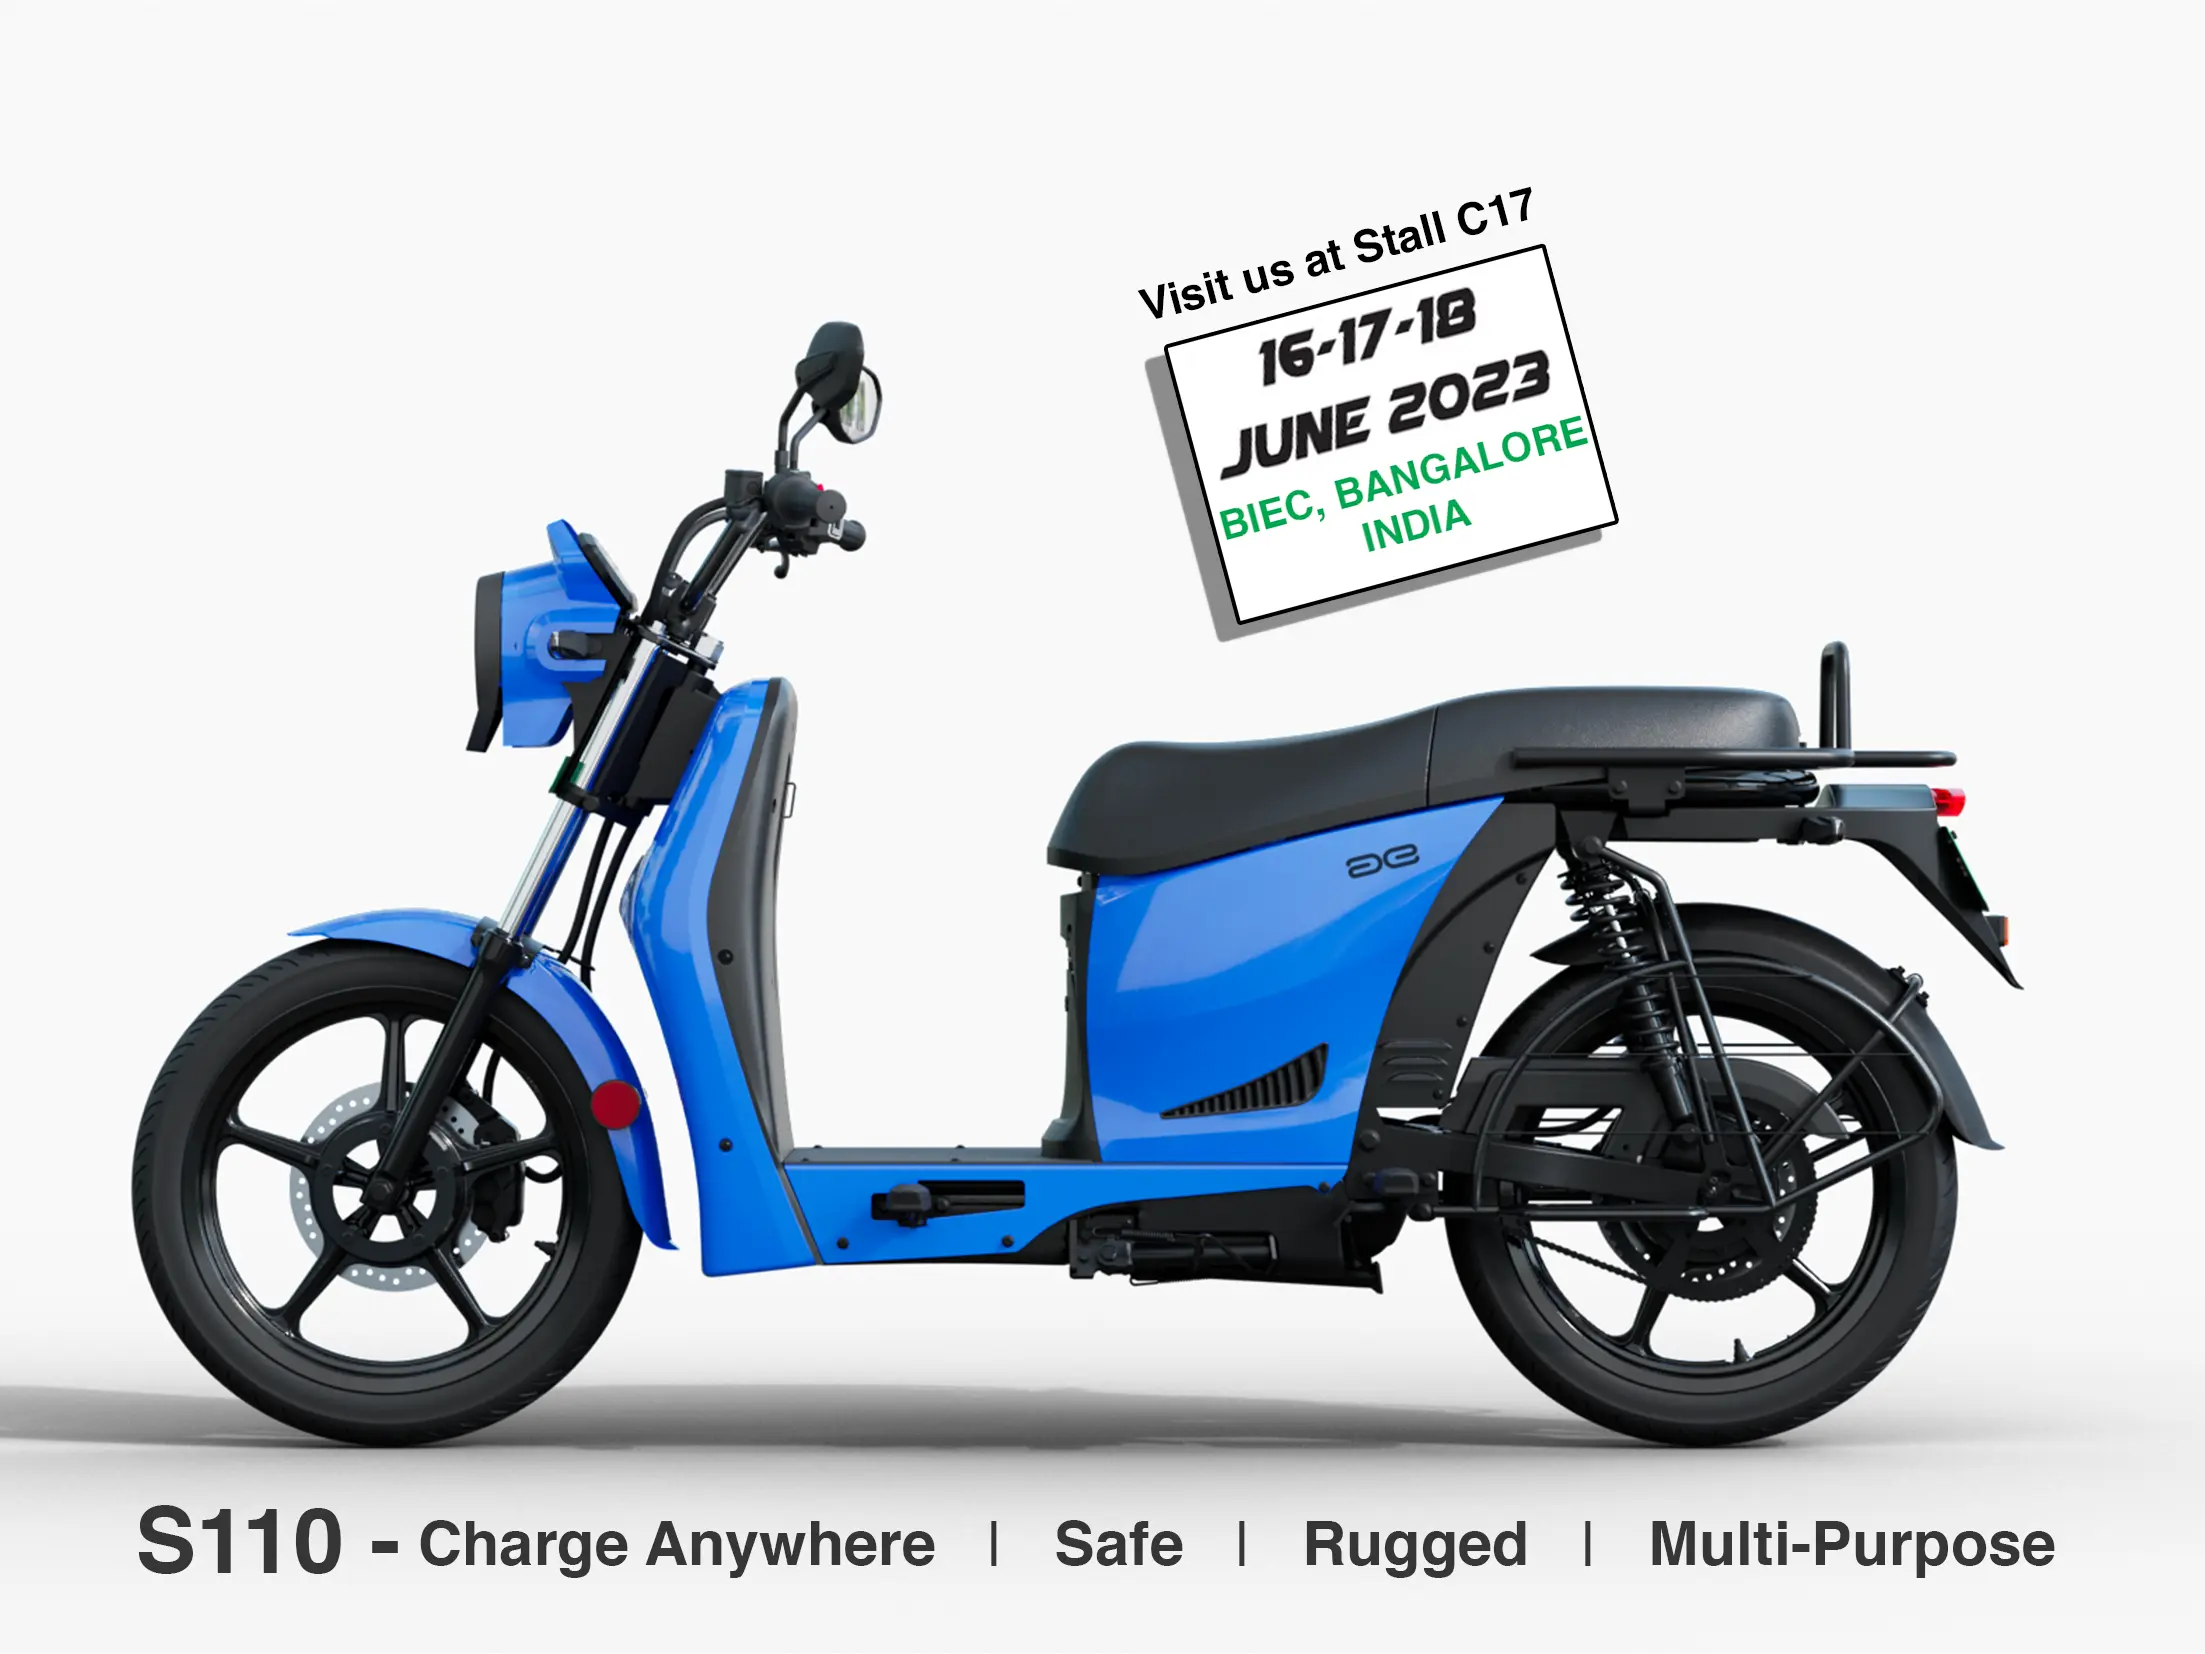 Visit us at Stall C17
16-17-18
JUNE 2023
BIEC, BANGALORE
INDIA
S110 - Charge Anywhere | Safe | Rugged | Multi-Purpose